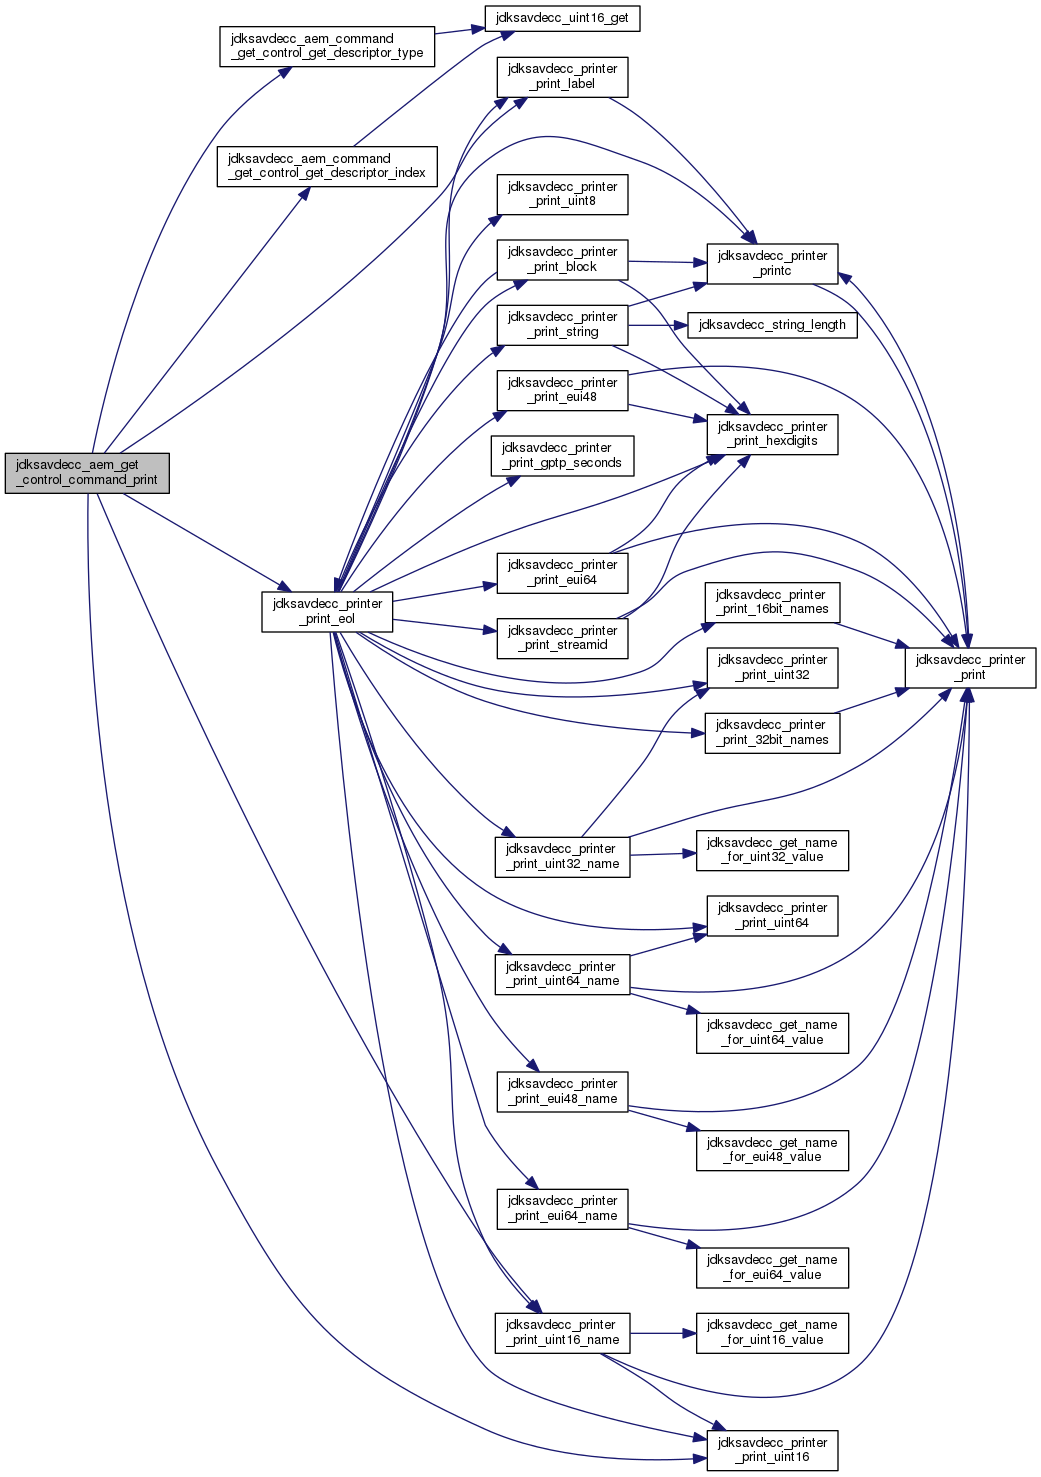 jdksavdecc_uint16_get
jdksavdecc_aem_command
_get_control_get_descriptor_type
jdksavdecc_printer
_print_label
jdksavdecc_aem_command
_get_control_get_descriptor_index
jdksavdecc_printer
_print_uint8
jdksavdecc_printer
_print_block
jdksavdecc_printer
_printc
jdksavdecc_printer
_print_string
jdksavdecc_string_length
jdksavdecc_printer
_print_eui48
jdksavdecc_printer
_print_hexdigits
jdksavdecc_printer
_print_gptp_seconds
jdksavdecc_aem_get
_control_command_print
jdksavdecc_printer
_print_eui64
jdksavdecc_printer
_print_16bit_names
jdksavdecc_printer
_print_eol
jdksavdecc_printer
_print_streamid
jdksavdecc_printer
_print_uint32
jdksavdecc_printer
_print
jdksavdecc_printer
_print_32bit_names
jdksavdecc_printer
_print_uint32_name
jdksavdecc_get_name
_for_uint32_value
jdksavdecc_printer
_print_uint64
jdksavdecc_printer
_print_uint64_name
jdksavdecc_get_name
_for_uint64_value
jdksavdecc_printer
_print_eui48_name
jdksavdecc_get_name
_for_eui48_value
jdksavdecc_printer
_print_eui64_name
jdksavdecc_get_name
_for_eui64_value
jdksavdecc_printer
_print_uint16_name
jdksavdecc_get_name
_for_uint16_value
jdksavdecc_printer
_print_uint16